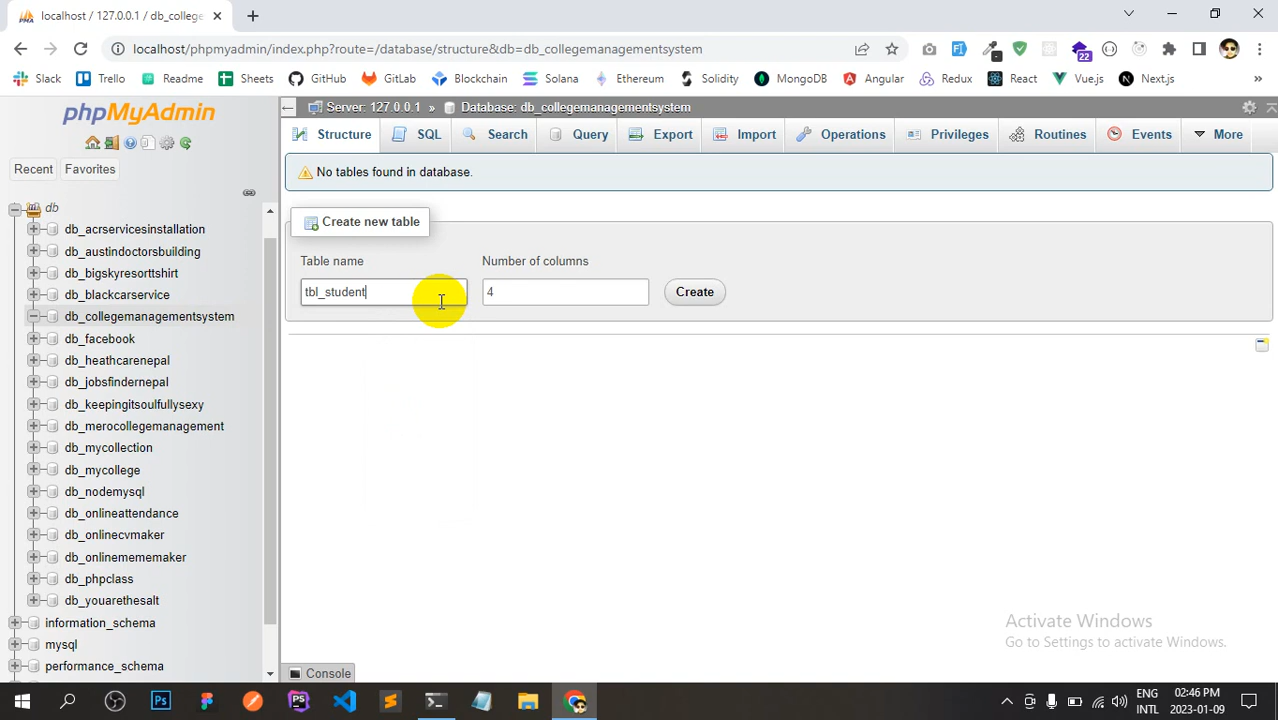 localhost / 127.0.0.1 / db_colleg
localhost/phpmyadmin/index.php?route=/database/structure&db=db_collegemanagementsystem
22
Slack
Trello
Readme
Sheets
GitHub
GitLab
Blockchain
Solana
Ethereum
Solidity
MongoDB
Angular
Redux
React
Vue.js
Next.js
»
phpMyAdmin
Recent
Favorites
db
db_acrservicesinstallation
db_austindoctorsbuilding
db_bigskyresorttshirt
db_blackcarservice
db_collegemanagementsystem
db_facebook
db_heathcarenepal
db_jobsfindernepal
db_keepingitsoulfullysexy
db_merocollegemanagement
db_mycollection
db_mycollege
db_nodemysql
db_onlineattendance
db_onlinecvmaker
db_onlinememem​aker
db_phpclass
db_youarethesalt
information_schema
mysql
performance_schema
Server: 127.0.0.1 » Database: db_collegemanagementsystem
Structure
SQL
Search
Query
Export
Import
Operations
Privileges
Routines
Events
More
No tables found in database.
Create new table
Table name
Number of columns
tbl_student
4
Create
Console
Activate Windows
Go to Settings to activate Windows.
ENG
INTL
02:46 PM
2023-01-09